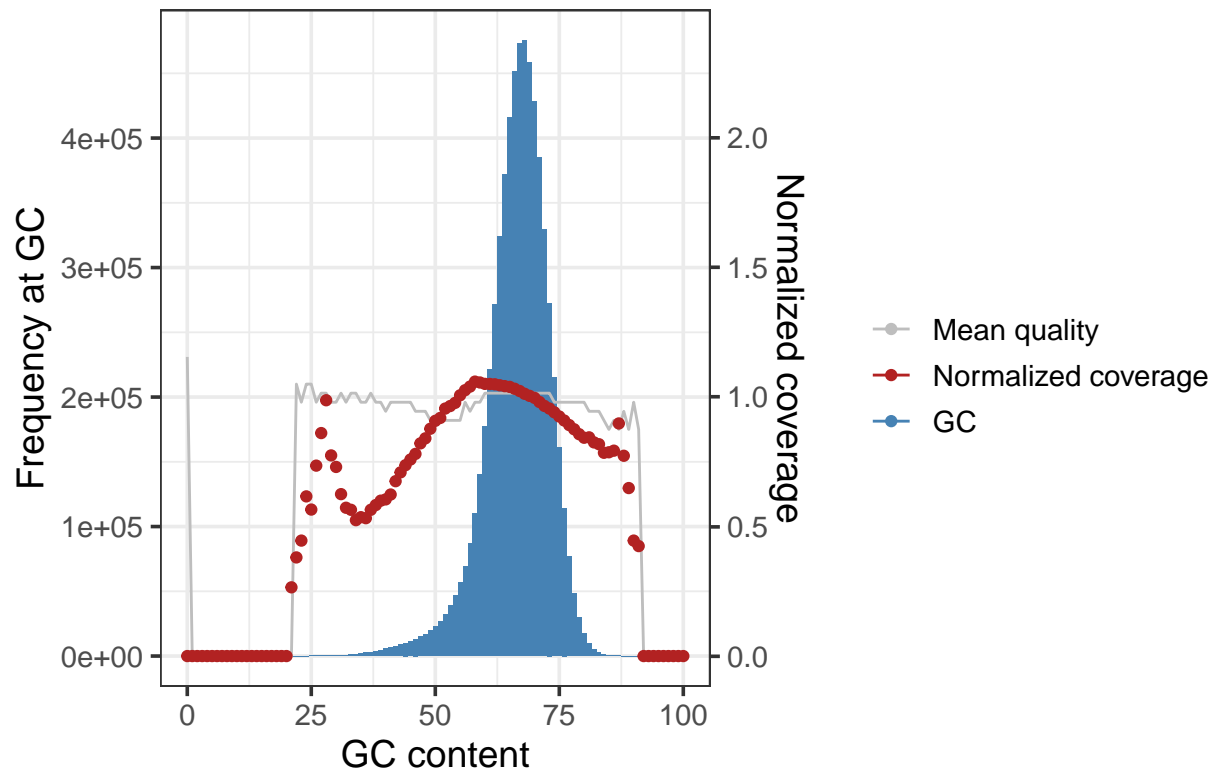 Frequency at GC
4e+05
3e+05
2e+05
1e+05
0e+00
2.0
1.5
1.0
0.5
0.0
Normalized coverage
0 25 50 75 100
GC content
Mean quality
Normalized coverage
GC